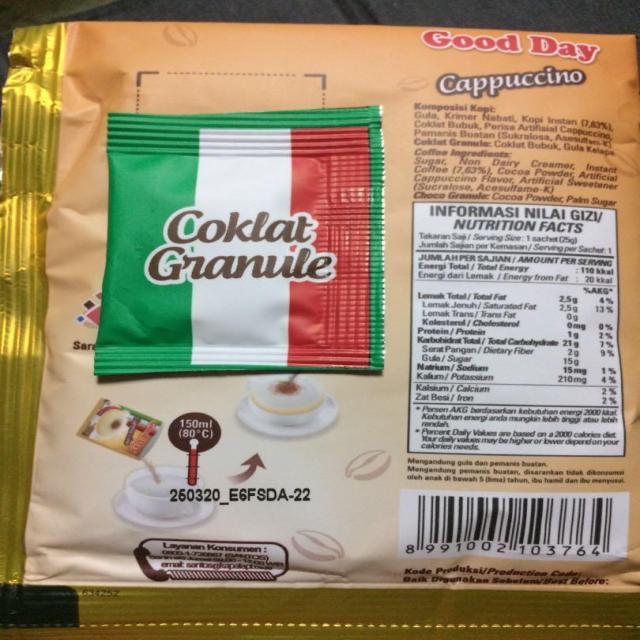 Good Day
Cappuccino
Komposisi Kopi:
Gula, Krimer Nabati, Kopi Instan (7,63%),
Coklat Bubuk, Perisa Artifisial Cappuccino,
Pemanis Buatan (Sukralosa, Asesulfam-K)
Coklat Granule: Coklat Bubuk, Gula Kelapa
Coffee Ingredients:
Sugar, Non Dairy Creamer, Instant
Coffee (7,63%), Cocoa Powder, Artificial
Cappuccino Flavor, Artificial Sweetener
(Sucralose, Acesulfame-K)
Choco Granule: Cocoa Powder, Palm Sugar
Coklat
Granule
INFORMASI NILAI GIZI/
NUTRITION FACTS
Takaran Saji / Serving Size : 1 sachet (25g)
Jumlah Sajian per Kemasan / Serving per Sachet : 1
JUMLAH PER SAJIAN / AMOUNT PER SERVING
Energi Total / Total Energy : 110 kkal
Energi dari Lemak / Energy from Fat : 20 kkal
%AKG*
Lemak Total / Total Fat 2,5g 4%
Lemak Jenuh / Saturated Fat 2,5g 13%
Lemak Trans / Trans Fat 0g
Kolesterol / Cholesterol 0mg 0%
Protein / Protein 1g 2%
Karbohidrat Total / Total Carbohydrate 21g 7%
Serat Pangan / Dietary Fiber 2g 9%
Gula / Sugar 15g
Natrium / Sodium 15mg 1%
Kalium / Potassium 210mg 4%
Kalsium / Calcium 2%
Zat Besi / Iron 2%
* Persen AKG berdasarkan kebutuhan energi 2000 kkal.
Kebutuhan energi anda mungkin lebih tinggi atau lebih
rendah.
* Percent Daily Values are based on a 2000 calories diet.
Your daily values may be higher or lower depend on your
calories needs.
Mengandung gula dan pemanis buatan.
Mengandung pemanis buatan, disarankan tidak dikonsumsi
oleh anak di bawah 5 (lima) tahun, ibu hamil dan ibu menyusui.
150ml
(80°C)
260320_E6FSDA-22
Layanan Konsumen :
8 991002 103764
Kode Produksi/Production Code:
Baik Digunakan Sebelum/Best Before: